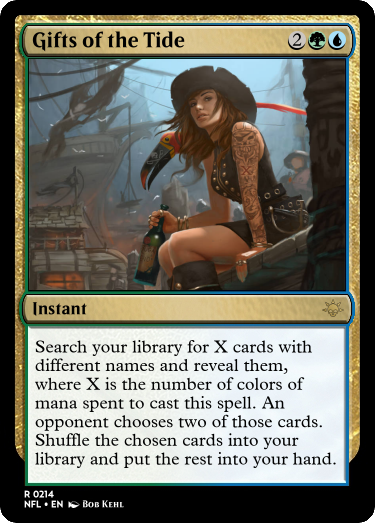 Gifts of the Tide 2
Instant
Search your library for X cards with
different names and reveal them,
where X is the number of colors of
mana spent to cast this spell. An
opponent chooses two of those cards.
Shuffle the chosen cards into your
library and put the rest into your hand.
R 0214
NFL • EN Bob Kehl